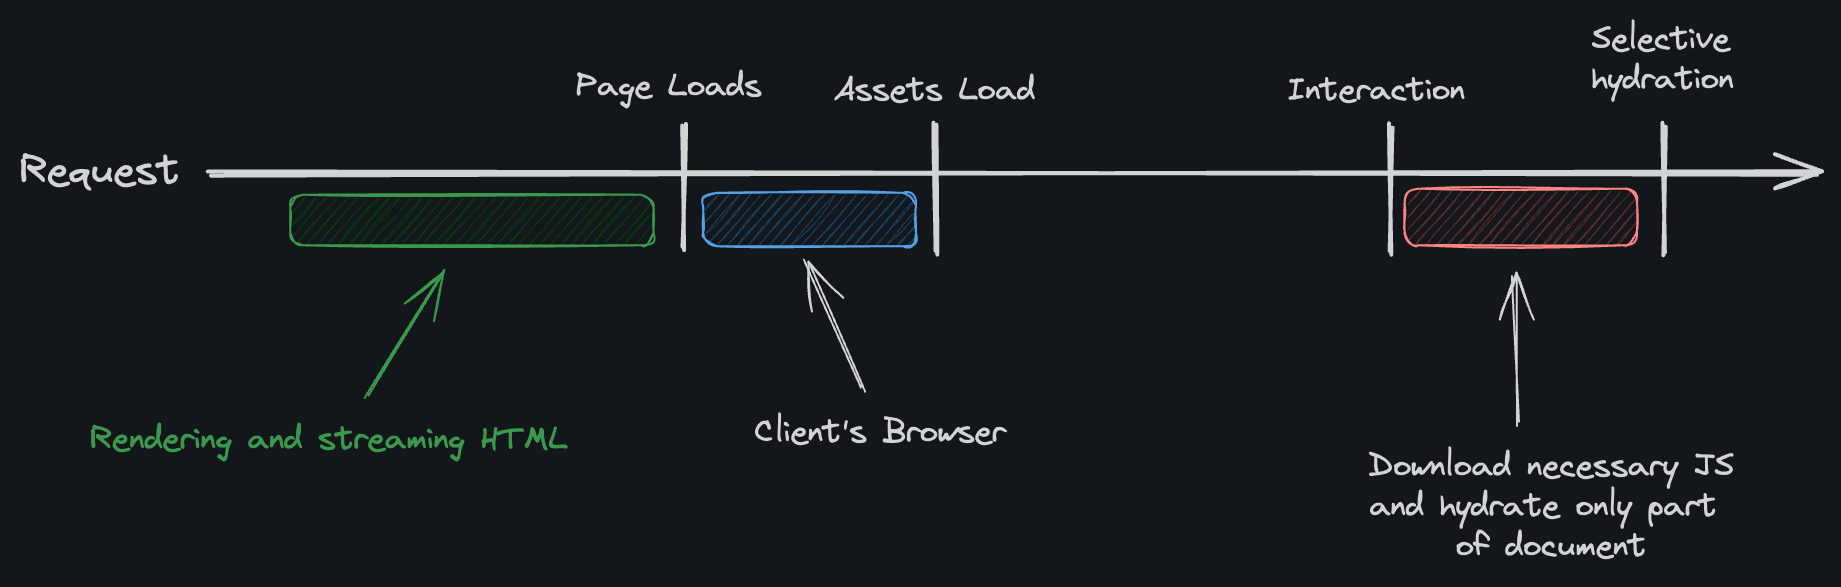 Selective
hydration
Page Loads
Assets Load
Interaction
Request
Rendering and streaming HTML
Client's Browser
Download necessary JS
and hydrate only part
of document